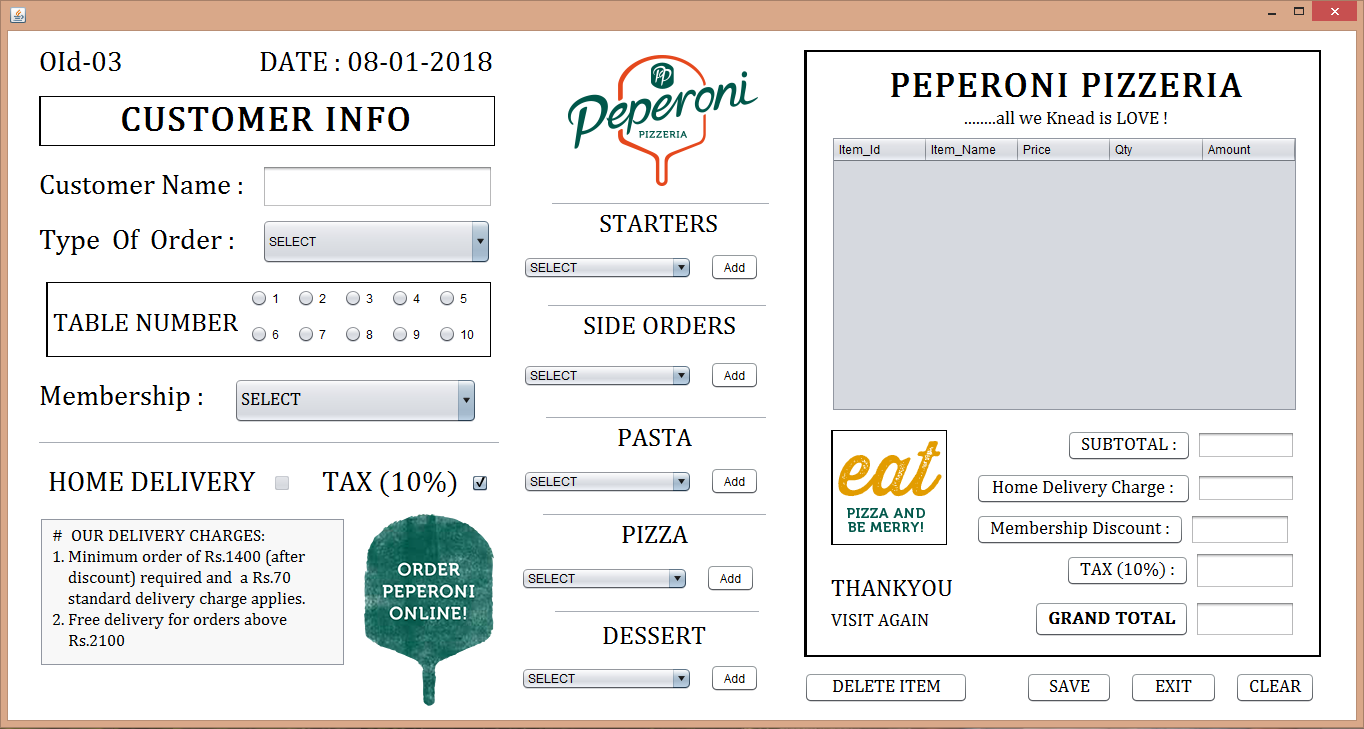 OId-03
DATE : 08-01-2018
CUSTOMER INFO
Customer Name :
Type Of Order :
SELECT
TABLE NUMBER
1 2 3 4 5
6 7 8 9 10
Membership :
SELECT
HOME DELIVERY
TAX (10%)
# OUR DELIVERY CHARGES:
1. Minimum order of Rs.1400 (after
discount) required and a Rs.70
standard delivery charge applies.
2. Free delivery for orders above
Rs.2100
ORDER
PEPERONI
ONLINE!
PP
Peperoni
PIZZERIA
STARTERS
SELECT
Add
SIDE ORDERS
SELECT
Add
PASTA
SELECT
Add
PIZZA
SELECT
Add
DESSERT
SELECT
Add
PEPERONI PIZZERIA
........all we Knead is LOVE !
Item_Id Item_Name Price Qty Amount
eat
PIZZA AND
BE MERRY!
THANKYOU
VISIT AGAIN
SUBTOTAL :
Home Delivery Charge :
Membership Discount :
TAX (10%) :
GRAND TOTAL
DELETE ITEM
SAVE
EXIT
CLEAR